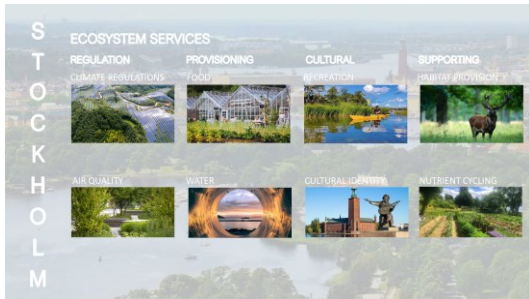 STOCKHOLM
ECOSYSTEM SERVICES
REGULATION PROVISIONING CULTURAL SUPPORTING
CLIMATE REGULATIONS FOOD RECREATION HABITAT PROVISION
AIR QUALITY WATER CULTURAL IDENTITY NUTRIENT CYCLING